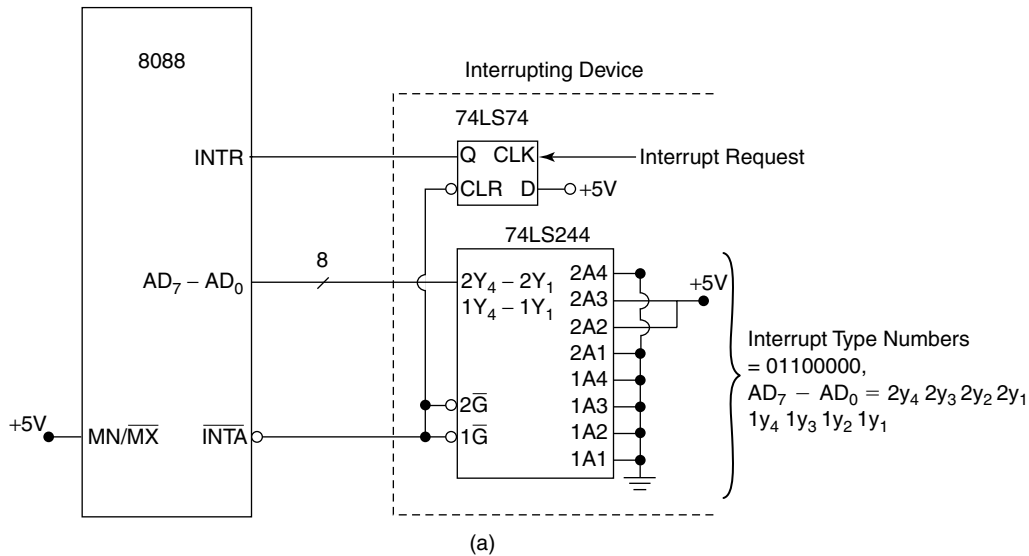 8088
Interrupting Device
74LS74
INTR
Q CLK
Interrupt Request
CLR D
+5V
74LS244
8
AD₇ – AD₀
2Y₄ – 2Y₁
1Y₄ – 1Y₁
2A4
2A3
2A2
2A1
1A4
1A3
1A2
1A1
+5V
Interrupt Type Numbers
= 01100000,
AD₇ – AD₀ = 2y₄ 2y₃ 2y₂ 2y₁
1y₄ 1y₃ 1y₂ 1y₁
2G̅
1G̅
+5V
MN/M̅X̅
I̅N̅T̅A̅
(a)